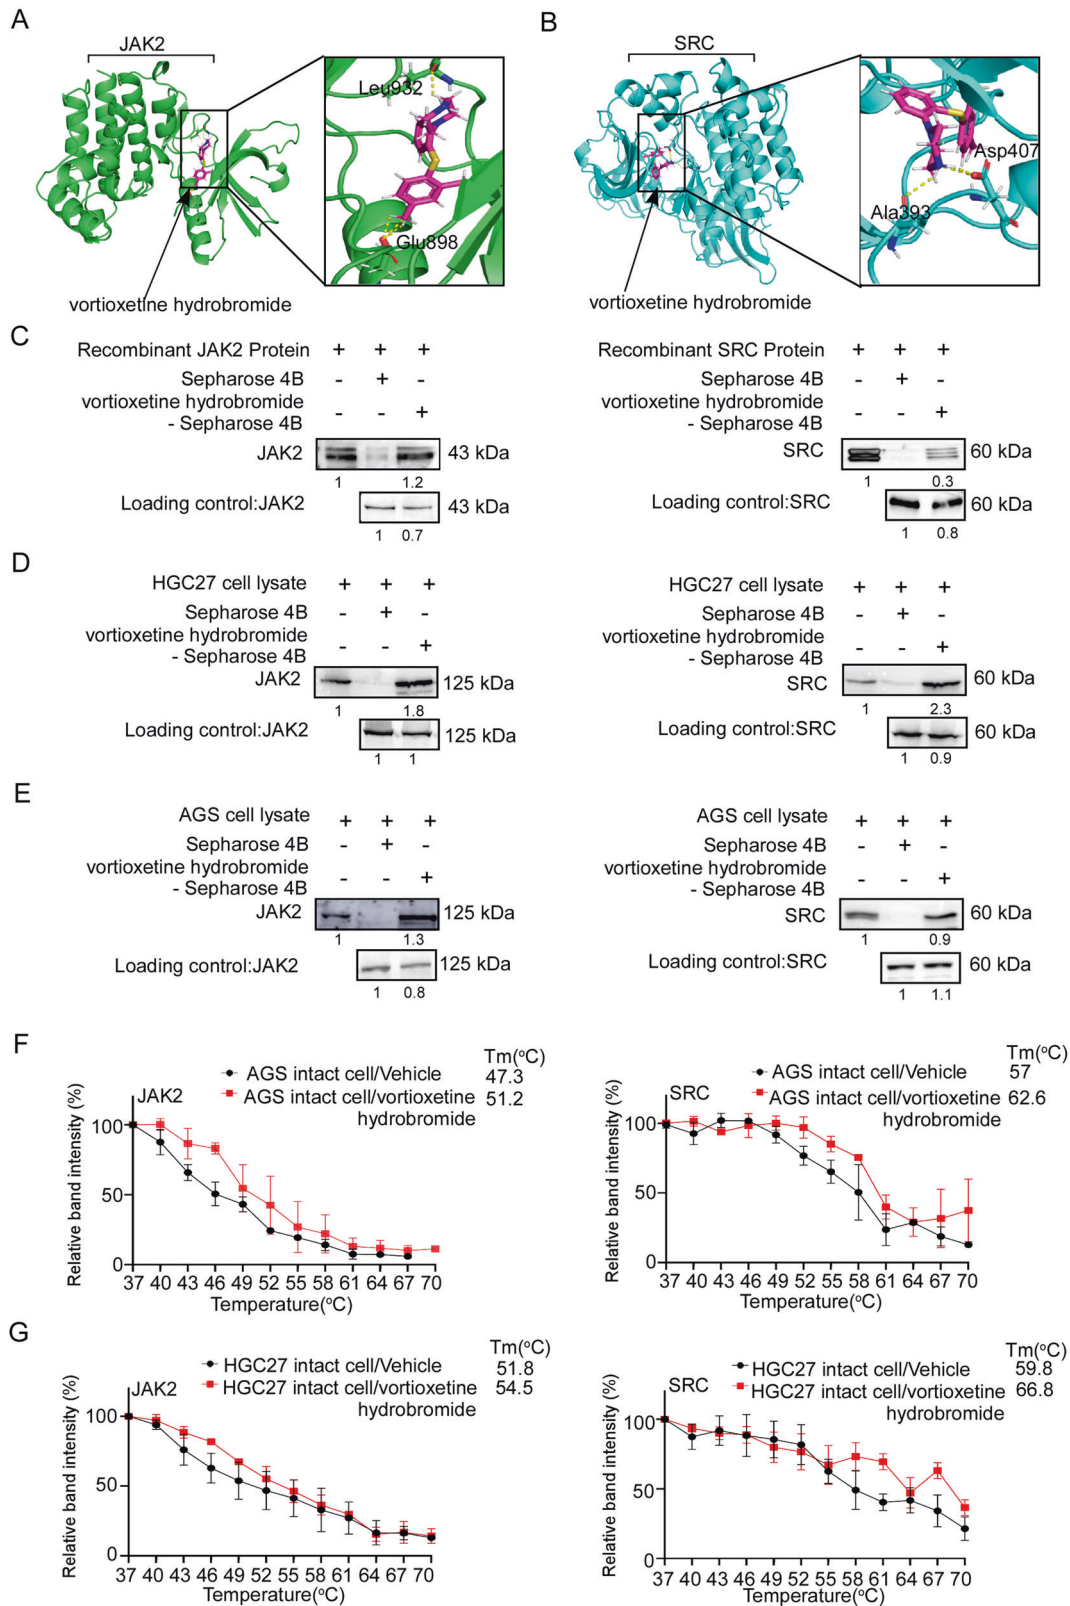 A
JAK2
Leu932
Glu898
vortioxetine hydrobromide
B
SRC
Asp407
Ala393
vortioxetine hydrobromide
C
Recombinant JAK2 Protein + + +
Sepharose 4B - + -
vortioxetine hydrobromide
- Sepharose 4B - - +
JAK2 43 kDa
1 1.2
Loading control:JAK2 43 kDa
1 0.7
Recombinant SRC Protein + + +
Sepharose 4B - + -
vortioxetine hydrobromide
- Sepharose 4B - - +
SRC 60 kDa
1 0.3
Loading control:SRC 60 kDa
1 0.8
D
HGC27 cell lysate + + +
Sepharose 4B - + -
vortioxetine hydrobromide
- Sepharose 4B - - +
JAK2 125 kDa
1 1.8
Loading control:JAK2 125 kDa
1 1
HGC27 cell lysate + + +
Sepharose 4B - + -
vortioxetine hydrobromide
- Sepharose 4B - - +
SRC 60 kDa
1 2.3
Loading control:SRC 60 kDa
1 0.9
E
AGS cell lysate + + +
Sepharose 4B - + -
vortioxetine hydrobromide
- Sepharose 4B - - +
JAK2 125 kDa
1 1.3
Loading control:JAK2 125 kDa
1 0.8
AGS cell lysate + + +
Sepharose 4B - + -
vortioxetine hydrobromide
- Sepharose 4B - - +
SRC 60 kDa
1 0.9
Loading control:SRC 60 kDa
1 1.1
F
Tm(°C)
AGS intact cell/Vehicle 47.3
JAK2
AGS intact cell/vortioxetine 51.2
hydrobromide
Relative band intensity (%)
100
50
0
37 40 43 46 49 52 55 58 61 64 67 70
Temperature(°C)
Tm(°C)
AGS intact cell/Vehicle 57
SRC
AGS intact cell/vortioxetine 62.6
hydrobromide
Relative band intensity (%)
100
50
0
37 40 43 46 49 52 55 58 61 64 67 70
Temperature(°C)
G
Tm(°C)
HGC27 intact cell/Vehicle 51.8
JAK2
HGC27 intact cell/vortioxetine 54.5
hydrobromide
Relative band intensity (%)
100
50
0
37 40 43 46 49 52 55 58 61 64 67 70
Temperature(°C)
Tm(°C)
HGC27 intact cell/Vehicle 59.8
SRC
HGC27 intact cell/vortioxetine 66.8
hydrobromide
Relative band intensity (%)
100
50
0
37 40 43 46 49 52 55 58 61 64 67 70
Temperature(°C)